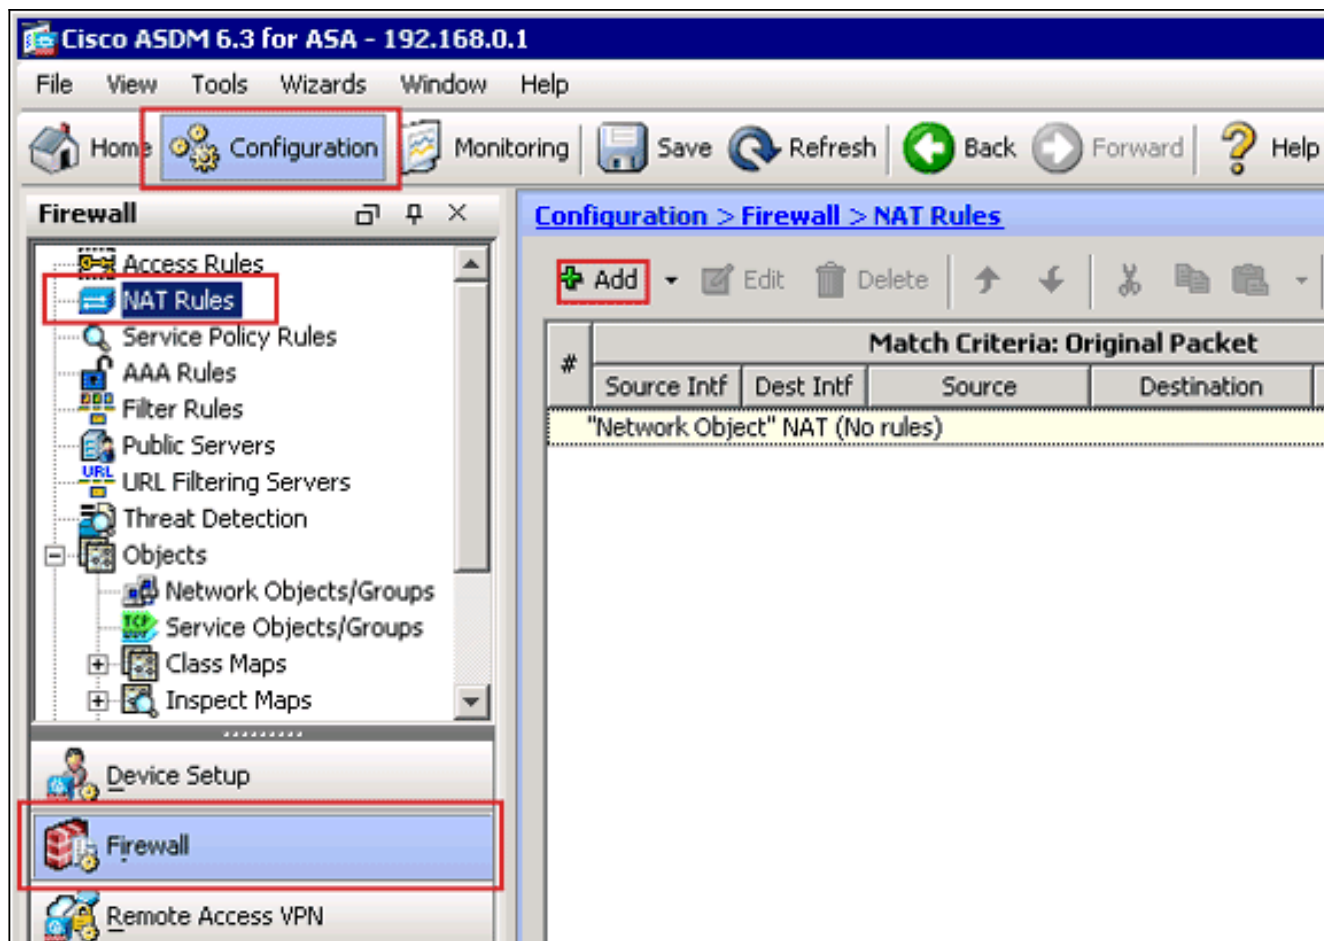 Cisco ASDM 6.3 for ASA - 192.168.0.1
File View Tools Wizards Window Help
Home Configuration Monitoring Save Refresh Back Forward Help
Firewall
Configuration > Firewall > NAT Rules
Access Rules
NAT Rules
Service Policy Rules
AAA Rules
Filter Rules
Public Servers
URL
URL Filtering Servers
Threat Detection
Objects
Network Objects/Groups
TCP
Service Objects/Groups
Class Maps
Inspect Maps
Device Setup
Firewall
Remote Access VPN
Add Edit Delete
# Match Criteria: Original Packet
Source Intf Dest Intf Source Destination
"Network Object" NAT (No rules)